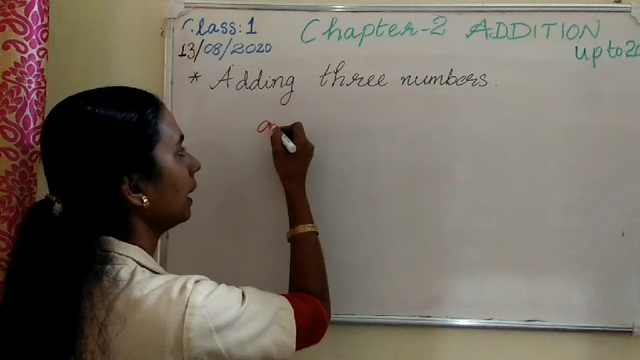 Class: 1 Chapter-2 ADDITION
13/08/2020 up to 20
* Adding three numbers.